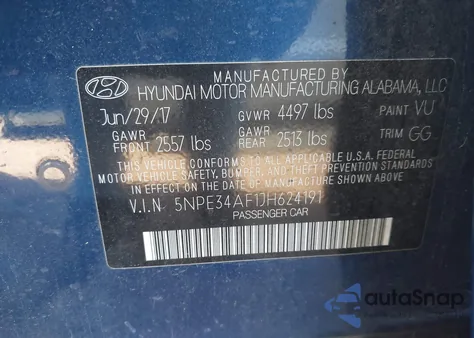 MANUFACTURED BY
HYUNDAI MOTOR MANUFACTURING ALABAMA, LLC
Jun/29/17 GVWR 4497 lbs PAINT VU
GAWR FRONT 2557 lbs GAWR REAR 2513 lbs TRIM GG
THIS VEHICLE CONFORMS TO ALL APPLICABLE U.S.A. FEDERAL
MOTOR VEHICLE SAFETY, BUMPER, AND THEFT PREVENTION STANDARDS
IN EFFECT ON THE DATE OF MANUFACTURE SHOWN ABOVE.
V.I.N 5NPE34AF1JH624191
PASSENGER CAR
autoSnap